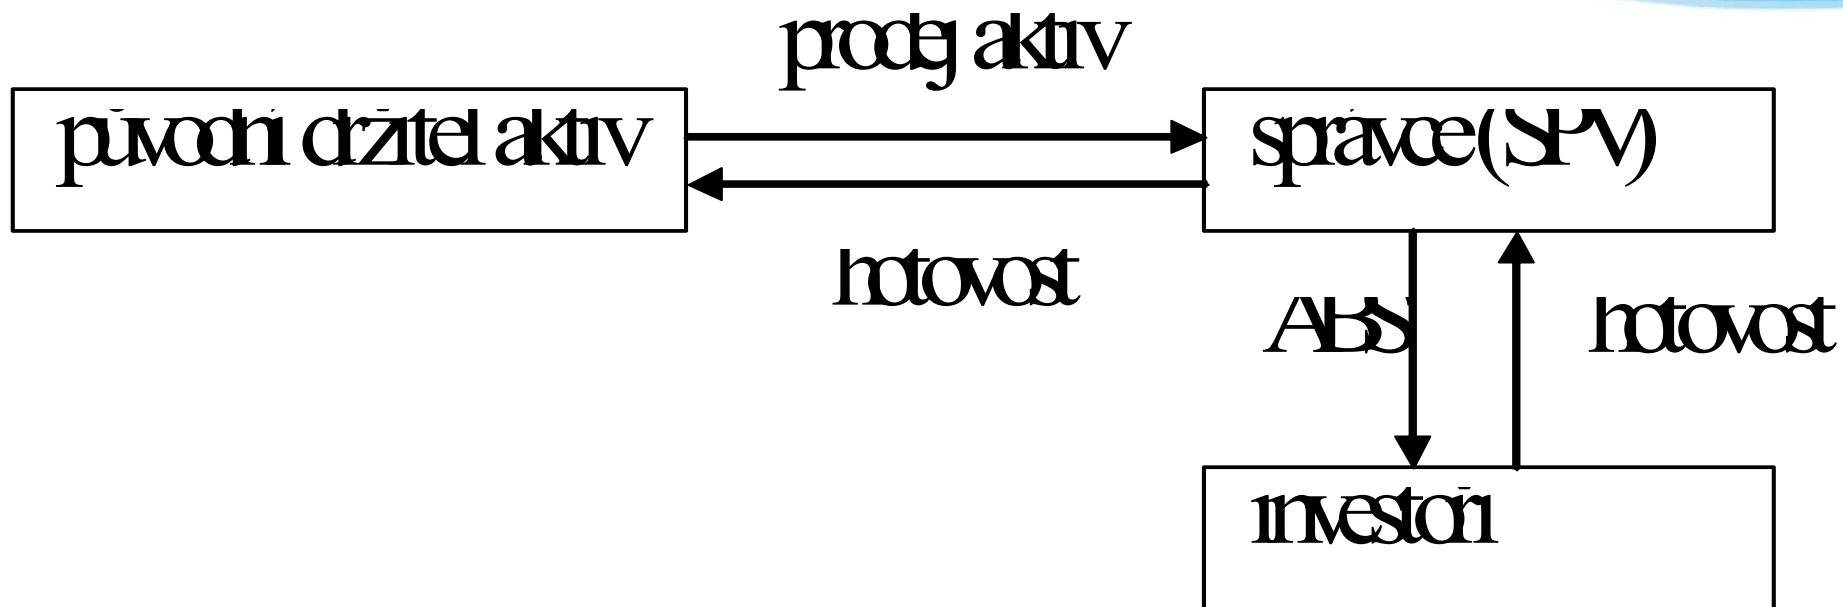 prodej aktiv
původní držitel aktiv
správce (SPV)
hotovost
ABS
hotovost
investoři